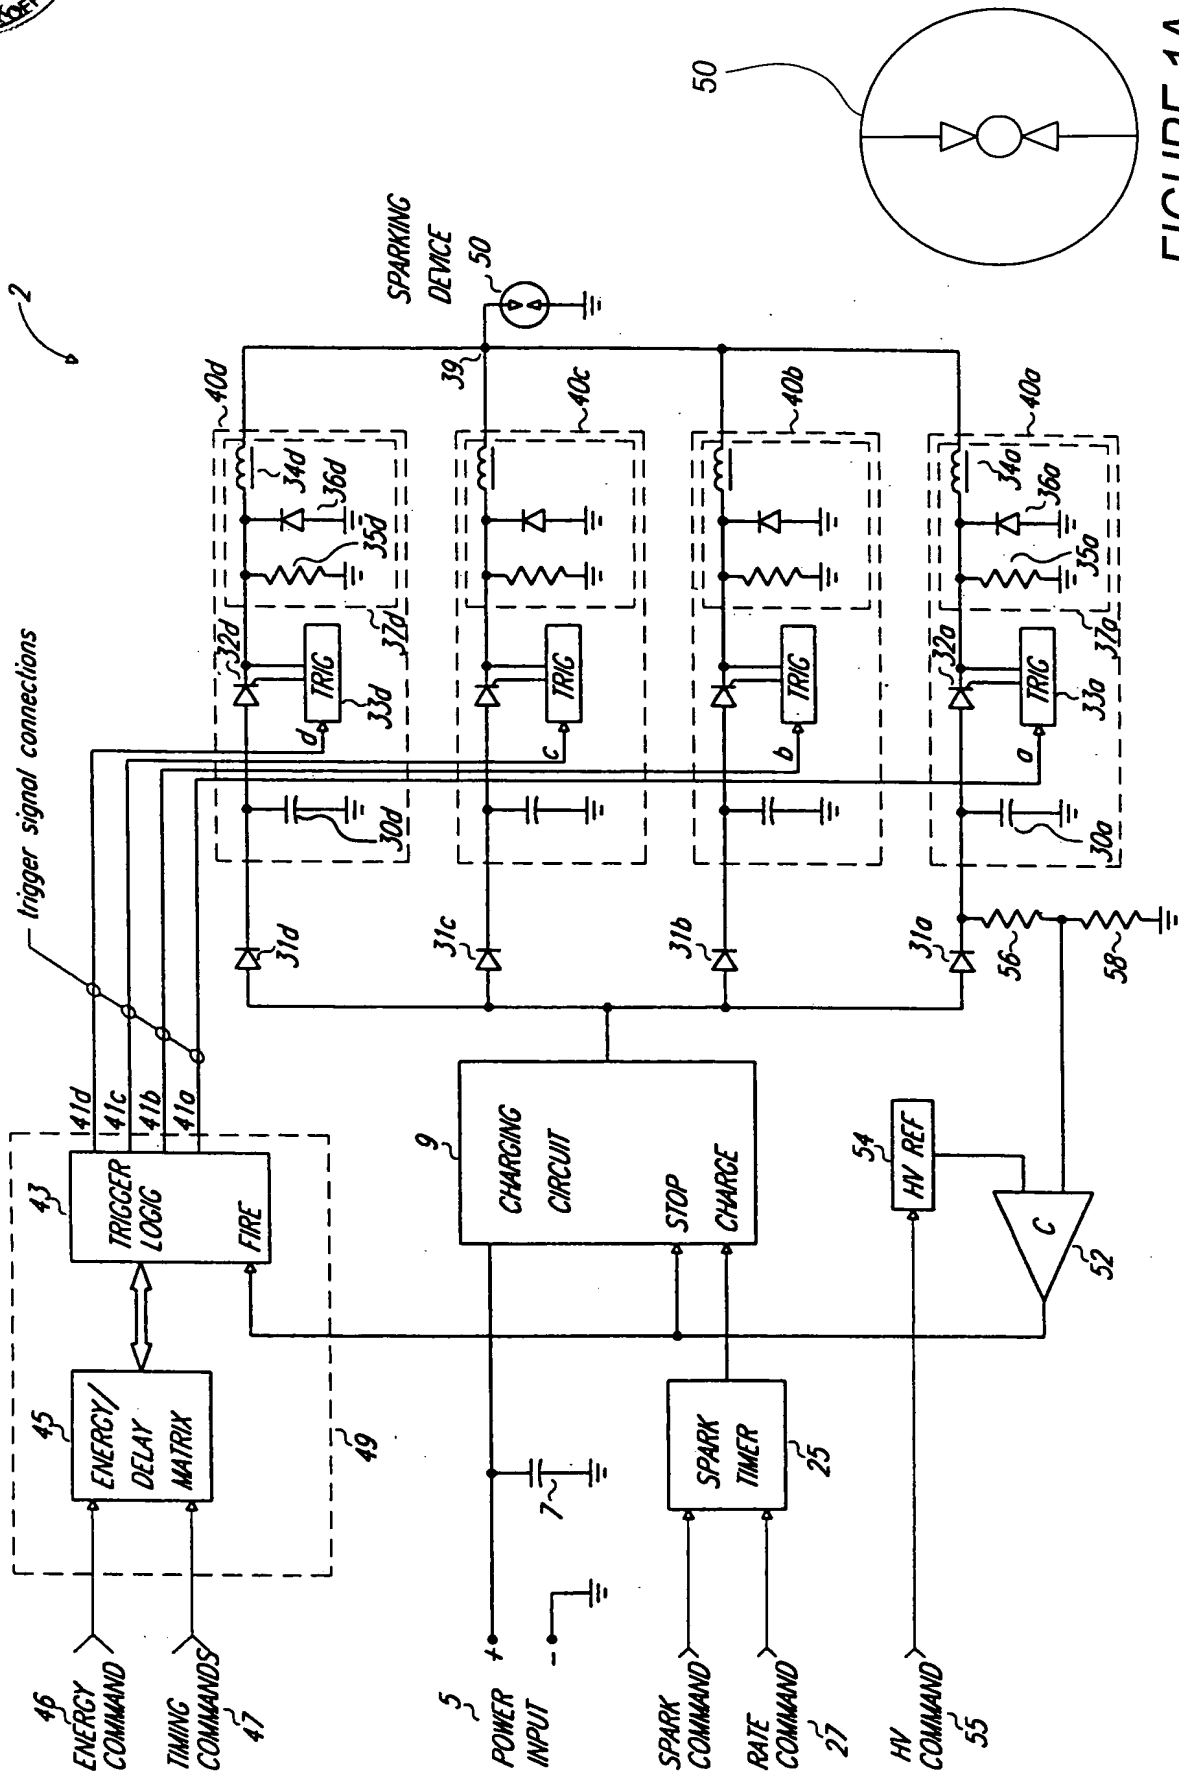 2
trigger signal connections
46
ENERGY
COMMAND
TIMING
COMMANDS
47
45
ENERGY/
DELAY
MATRIX
49
43
TRIGGER
LOGIC
FIRE
41d
41c
41b
41a
5
POWER
INPUT
+
-
7
9
CHARGING
CIRCUIT
STOP
CHARGE
SPARK
COMMAND
RATE
COMMAND
27
SPARK
TIMER
25
HV
COMMAND
55
54
HV REF
C
52
56
58
31d
31c
31b
31a
30d
d
32d
TRIG
33d
35d
36d
34d
37d
40d
c
TRIG
40c
b
TRIG
40b
30a
a
32a
TRIG
33a
35a
36a
34a
37a
40a
39
SPARKING
DEVICE
50
50
FIGURE 1A